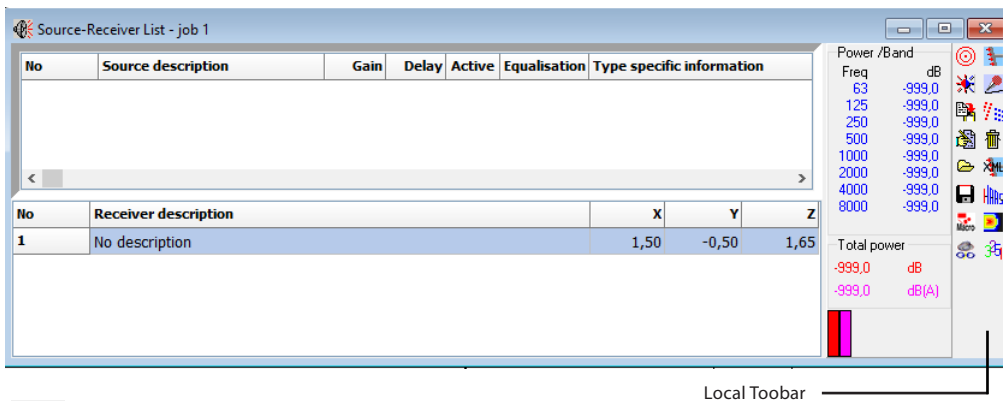 Source-Receiver List - job 1
No Source description Gain Delay Active Equalisation Type specific information
No Receiver description X Y Z
1 No description 1,50 -0,50 1,65
Power /Band
Freq dB
63 -999,0
125 -999,0
250 -999,0
500 -999,0
1000 -999,0
2000 -999,0
4000 -999,0
8000 -999,0
Total power
-999,0 dB
-999,0 dB(A)
Macro
Local Toobar